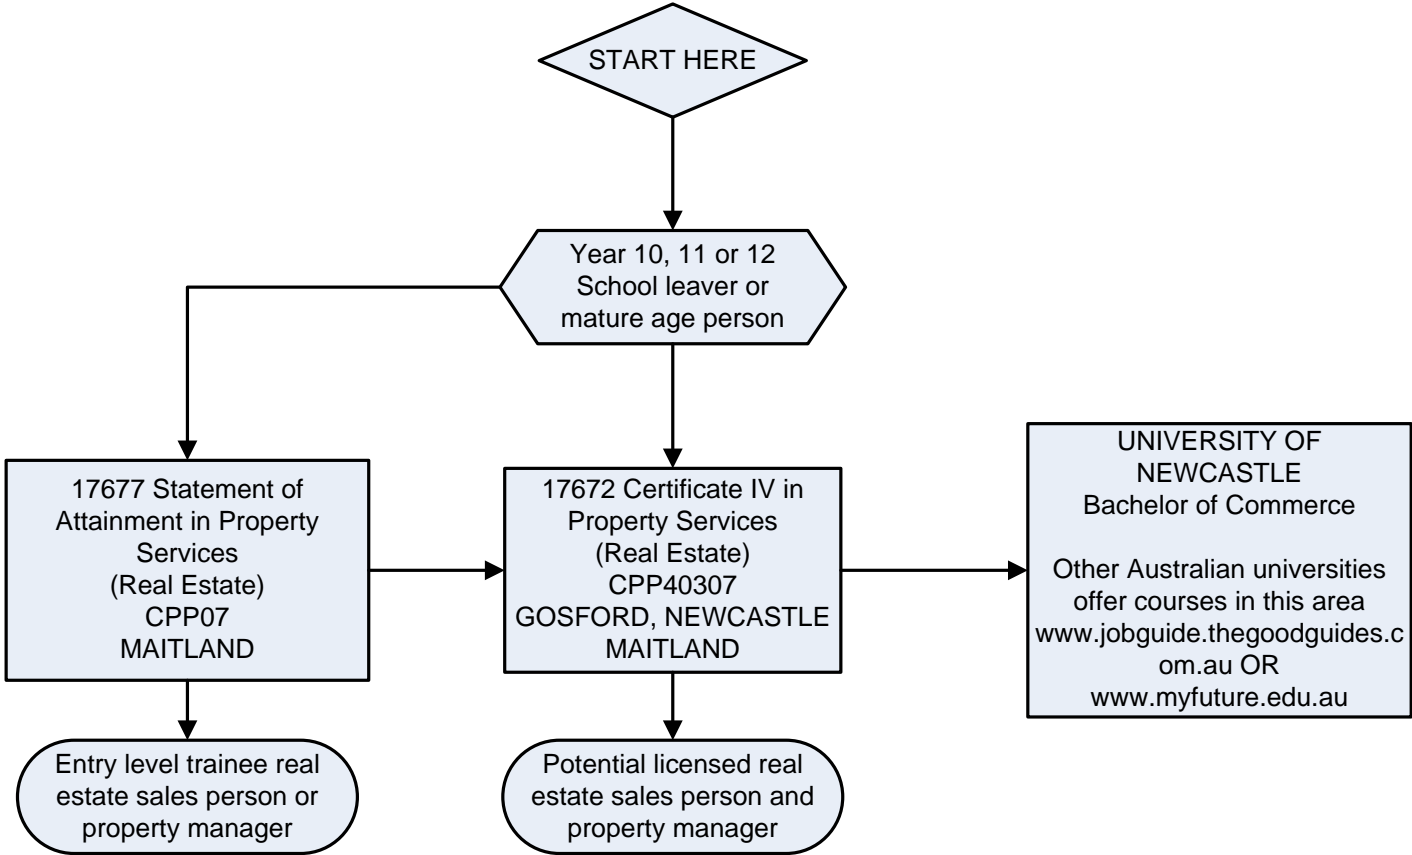 START HERE
Year 10, 11 or 12
School leaver or
mature age person
17677 Statement of
Attainment in Property
Services
(Real Estate)
CPP07
MAITLAND
17672 Certificate IV in
Property Services
(Real Estate)
CPP40307
GOSFORD, NEWCASTLE
MAITLAND
UNIVERSITY OF
NEWCASTLE
Bachelor of Commerce
Other Australian universities
offer courses in this area
www.jobguide.thegoodguides.c
om.au OR
www.myfuture.edu.au
Entry level trainee real
estate sales person or
property manager
Potential licensed real
estate sales person and
property manager